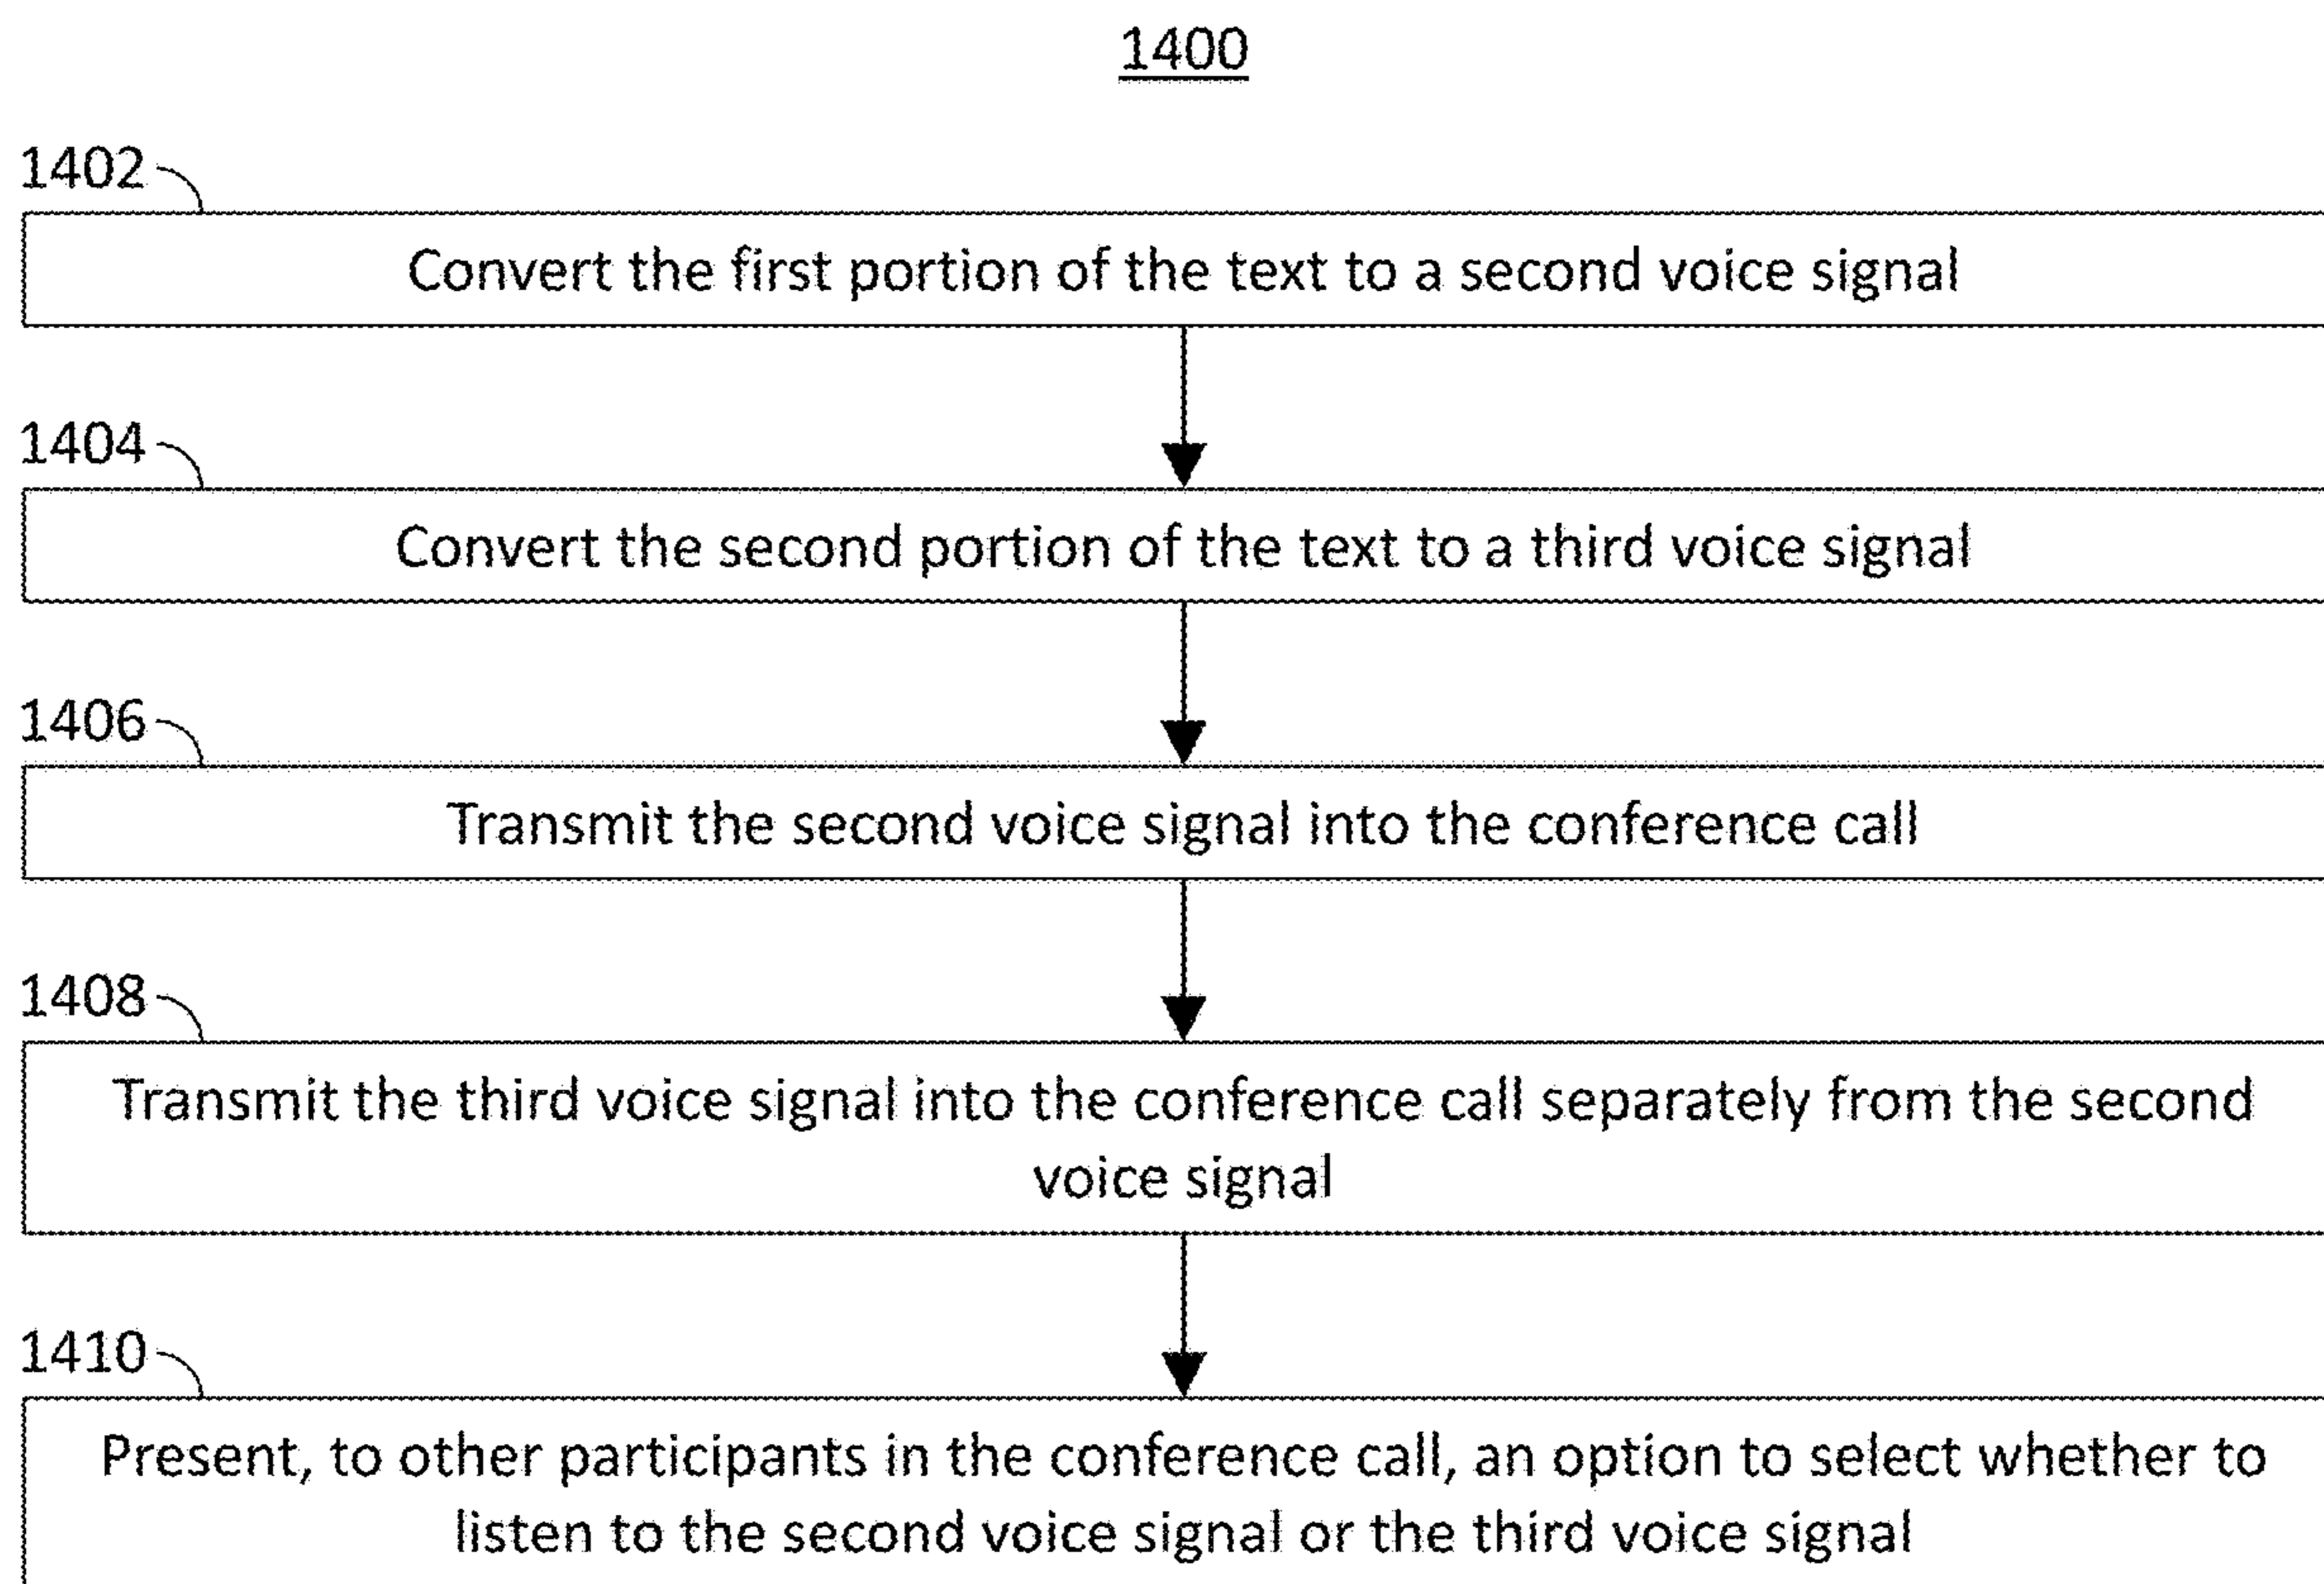 1400
1402
Convert the first portion of the text to a second voice signal
1404
Convert the second portion of the text to a third voice signal
1406
Transmit the second voice signal into the conference call
1408
Transmit the third voice signal into the conference call separately from the second
voice signal
1410
Present, to other participants in the conference call, an option to select whether to
listen to the second voice signal or the third voice signal